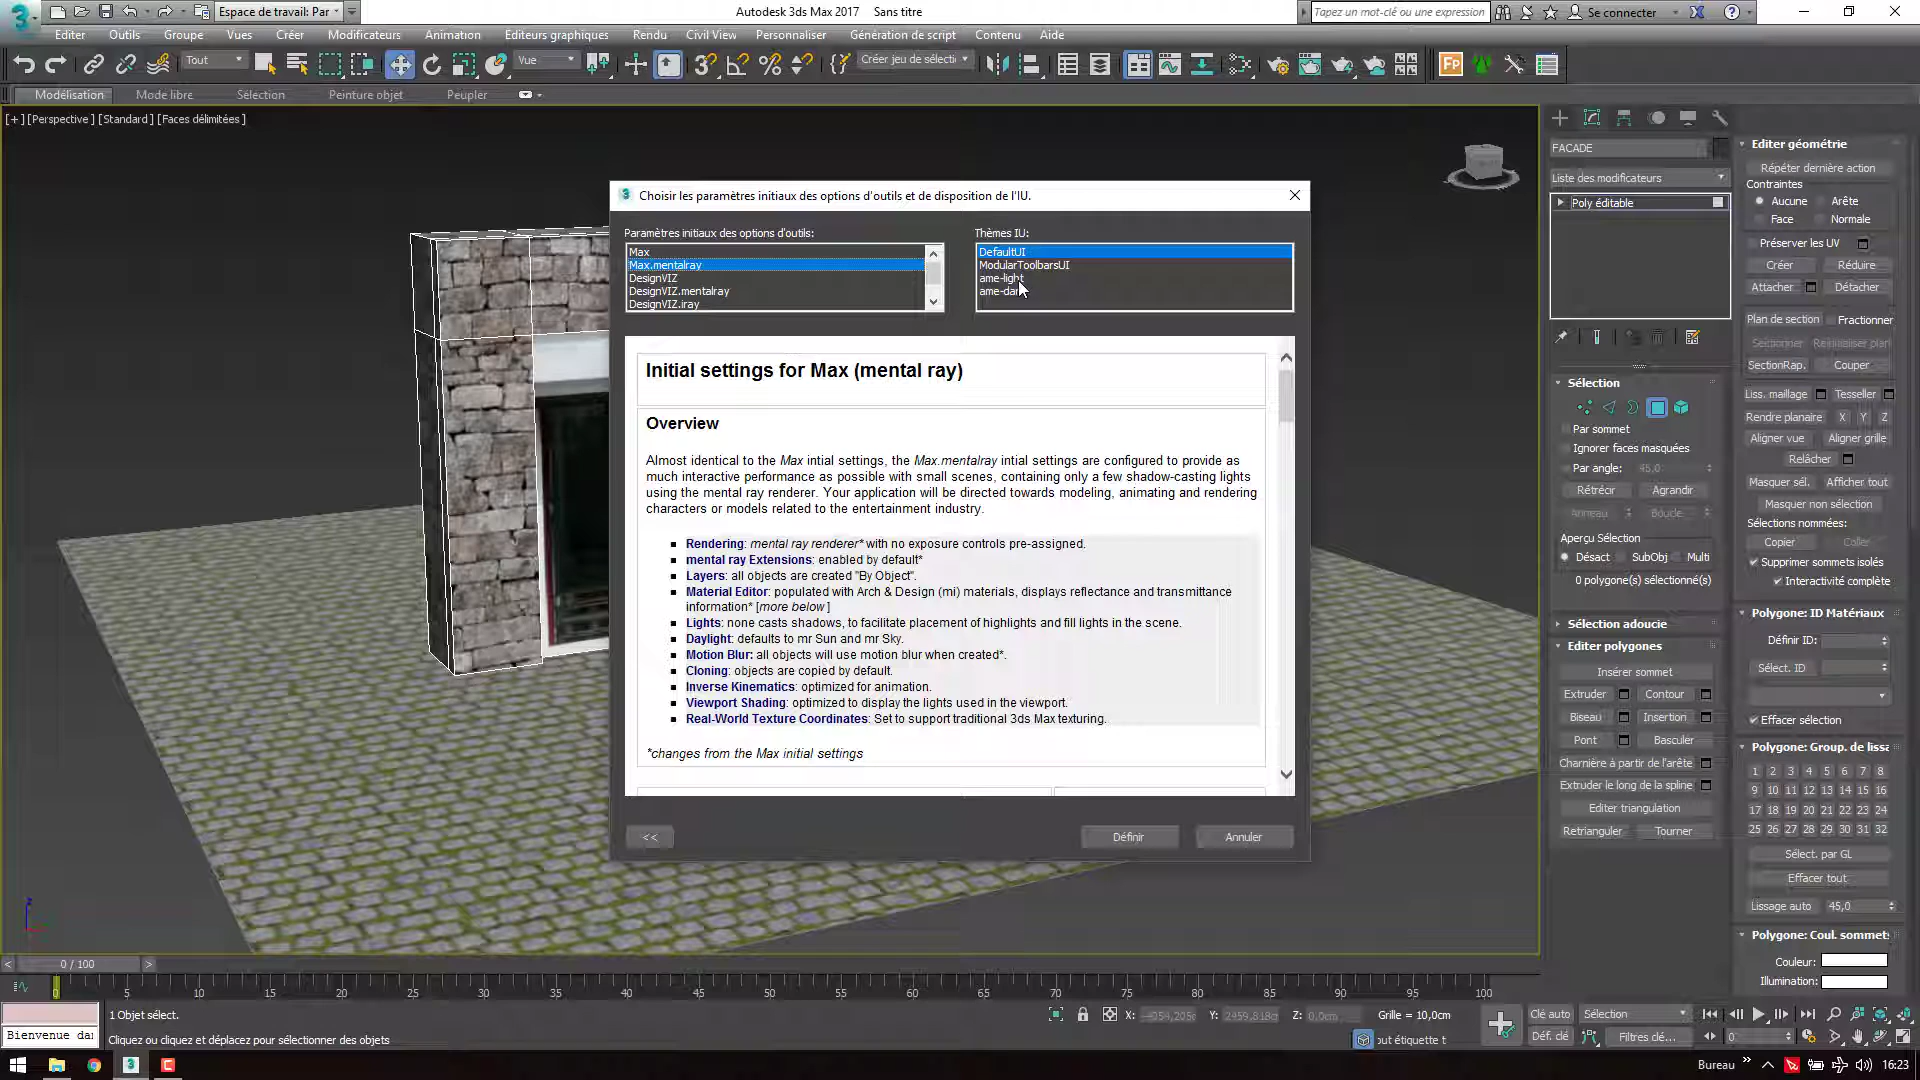 Espace de travail: Par
Autodesk 3ds Max 2017 Sans titre
Tapez un mot-clé ou une expression
Se connecter
Editer Outils Groupe Vues Créer Modificateurs Animation Editeurs graphiques Rendu Civil View Personnaliser Génération de script Contenu Aide
Tout
Vue
Créer jeu de sélecti
Modélisation Mode libre Sélection Peinture objet Peupler
[+] [Perspective ] [Standard ] [Faces délimitées ]
Choisir les paramètres initiaux des options d'outils et de disposition de l'IU.
Paramètres initiaux des options d'outils:
Max
Max.mentalray
DesignVIZ
DesignVIZ.mentalray
DesignVIZ.iray
Thèmes IU:
DefaultUI
ModularToolbarsUI
ame-light
Initial settings for Max (mental ray)
Overview
Almost identical to the Max intial settings, the Max.mentalray intial settings are configured to provide as
much interactive performance as possible with small scenes, containing only a few shadow-casting lights
using the mental ray renderer. Your application will be directed towards modeling, animating and rendering
characters or models related to the entertainment industry.
Rendering: mental ray renderer* with no exposure controls pre-assigned.
mental ray Extensions: enabled by default*
Layers: all objects are created "By Object".
Material Editor: populated with Arch & Design (mi) materials, displays reflectance and transmittance
information* [more below ]
Lights: none casts shadows, to facilitate placement of highlights and fill lights in the scene.
Daylight: defaults to mr Sun and mr Sky.
Motion Blur: all objects will use motion blur when created*.
Cloning: objects are copied by default.
Inverse Kinematics: optimized for animation.
Viewport Shading: optimized to display the lights used in the viewport.
Real-World Texture Coordinates: Set to support traditional 3ds Max texturing.
*changes from the Max initial settings
<<
Définir
Annuler
FACADE
Liste des modificateurs
Poly éditable
Sélection
Par sommet
Ignorer faces masquées
Par angle: 45,0
Rétrécir Agrandir
Anneau Boucle
Aperçu Sélection
Désact SubObj Multi
0 polygone(s) sélectionné(s)
Sélection adoucie
Editer polygones
Insérer sommet
Extruder Contour
Biseau Insertion
Pont Basculer
Charnière à partir de l'arête
Extruder le long de la spline
Editer triangulation
Retrianguler Tourner
Editer géométrie
Répéter dernière action
Contraintes
Aucune Arête
Face Normale
Préserver les UV
Créer Réduire
Attacher Détacher
Plan de section Fractionner
Sectionner
SectionRap. Couper
Liss. maillage Tesseller
Rendre planaire X Y Z
Aligner vue Aligner grille
Relâcher
Masquer sél. Afficher tout
Masquer non sélection
Sélections nommées:
Copier Coller
Supprimer sommets isolés
Interactivité complète
Polygone: ID Matériaux
Définir ID:
Sélect. ID
Effacer sélection
Polygone: Group. de lissa
1 2 3 4 5 6 7 8
9 10 11 12 13 14 15 16
17 18 19 20 21 22 23 24
25 26 27 28 29 30 31 32
Sélect. par GL
Effacer tout
Lissage auto 45,0
Polygone: Coul. sommets
Couleur:
Illumination:
< 0 / 100 >
0 5 10 15 20 25 30 35 40 45 50 55 60 65 70 75 80 85 90 95 100
1 Objet sélect.
X: Y: Z: 0,0cm Grille = 10,0cm
Clé auto Sélection
Bienvenue da
Cliquez ou cliquez et déplacez pour sélectionner des objets
out étiquette t
Déf. clé Filtres clé... 0
Bureau
16:23